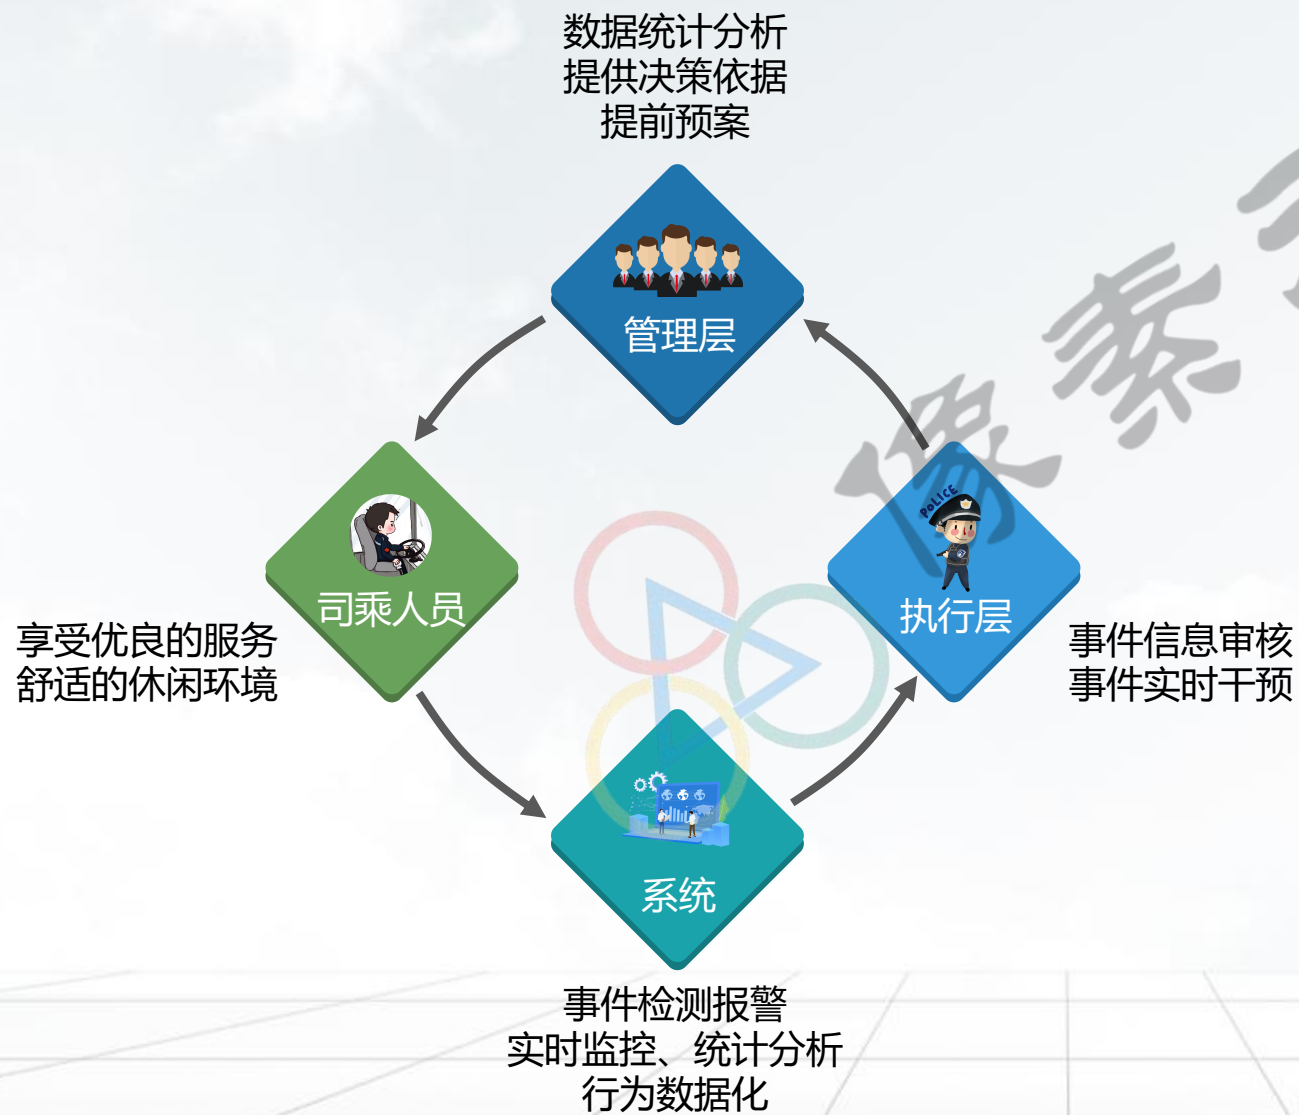 数据统计分析
提供决策依据
提前预案
管理层
POLICE
司乘人员
执行层
享受优良的服务
舒适的休闲环境
事件信息审核
事件实时干预
系统
事件检测报警
实时监控、统计分析
行为数据化
像素